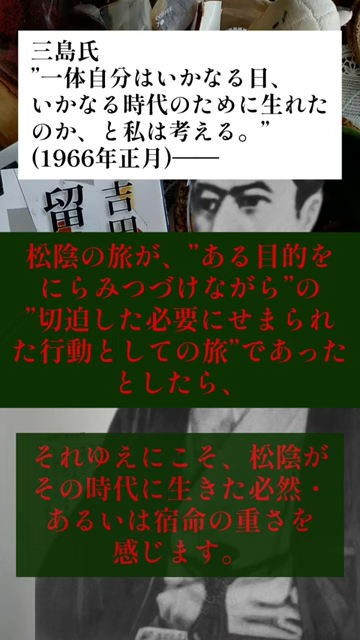 三島氏
”一体自分はいかなる日、
いかなる時代のために生れた
のか、と私は考える。”
(1966年正月)——
留
吉田
松陰の旅が、”ある目的を
にらみつづけながら”の
”切迫した必要にせまられ
た行動としての旅”であった
としたら、
それゆえにこそ、松陰が
その時代に生きた必然・
あるいは宿命の重さを
感じます。